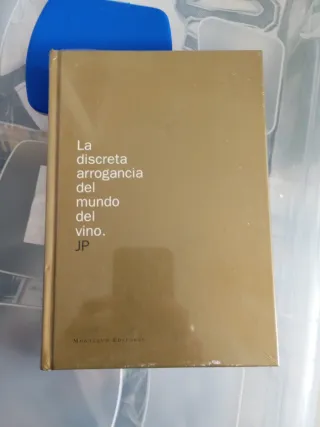 La
discreta
arrogancia
del
mundo
del
vino.
JP